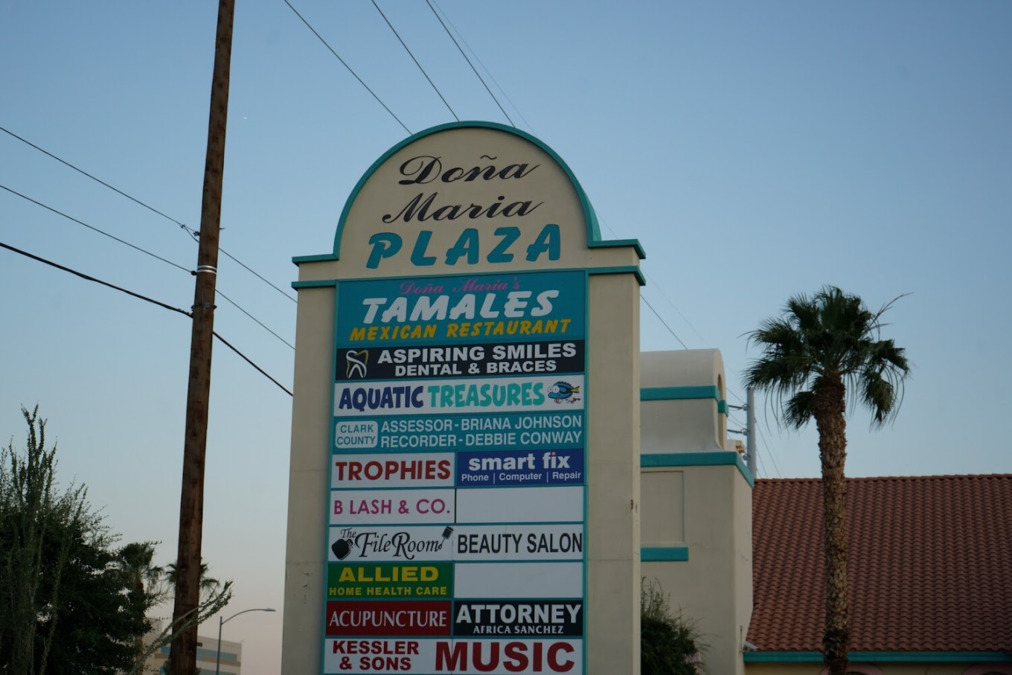 Doña
Maria
PLAZA
Doña Maria's
TAMALES
MEXICAN RESTAURANT
ASPIRING SMILES
DENTAL & BRACES
AQUATIC TREASURES
CLARK COUNTY
ASSESSOR-BRIANA JOHNSON
RECORDER-DEBBIE CONWAY
TROPHIES
smart fix
Phone | Computer | Repair
B LASH & CO.
The FileRoom
BEAUTY SALON
ALLIED
HOME HEALTH CARE
ACUPUNCTURE
ATTORNEY
AFRICA SANCHEZ
KESSLER
& SONS
MUSIC